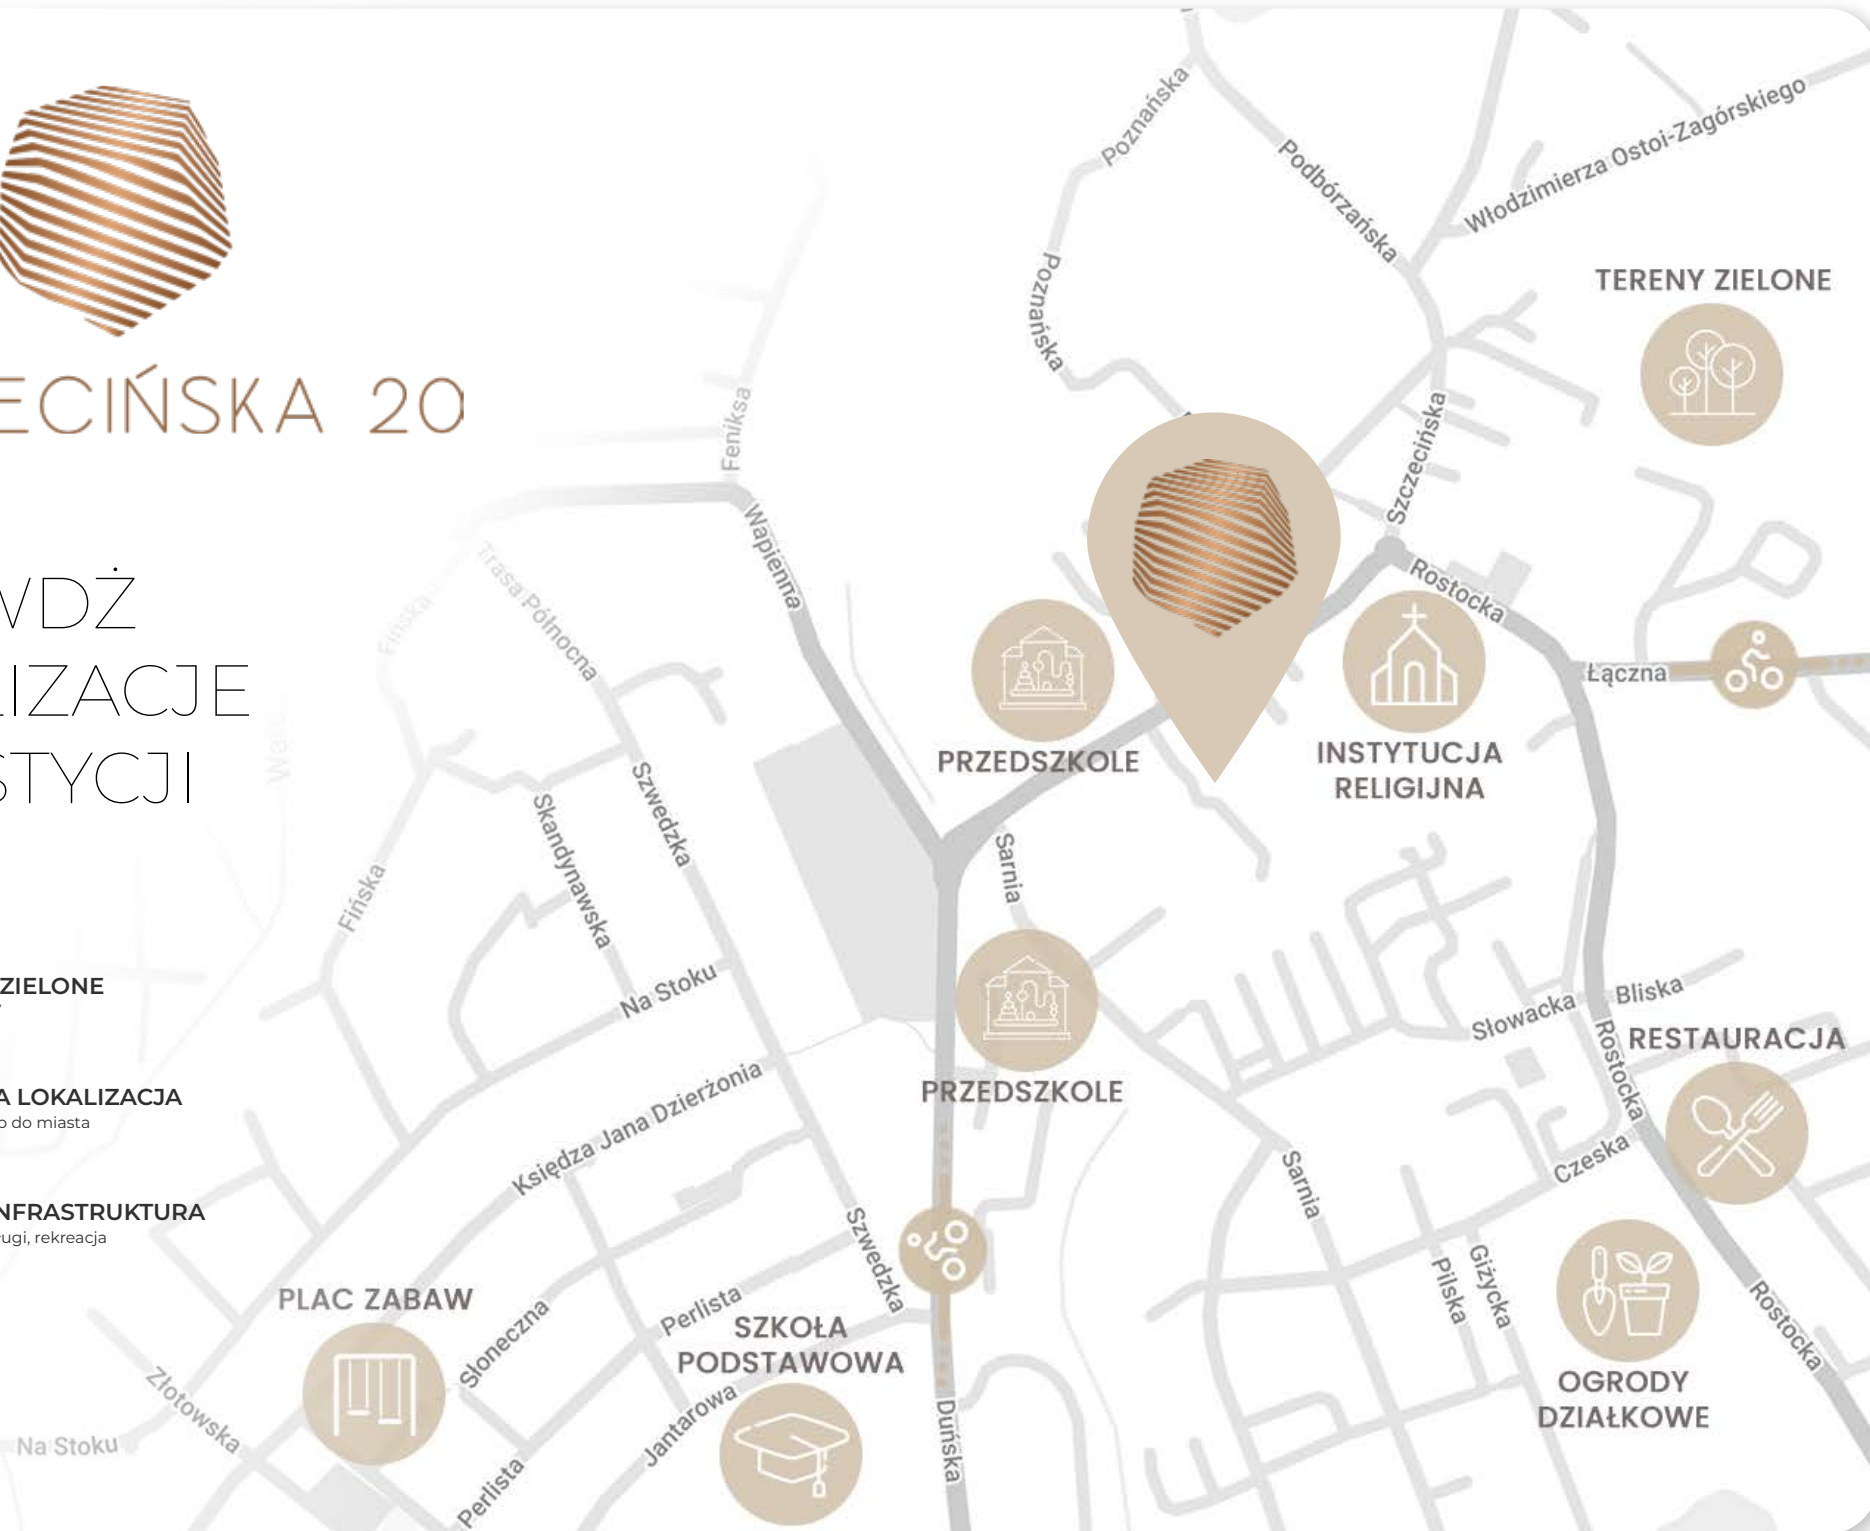 ECIŃSKA 20
WDŹ
LIZACJE
STYCJI
ZIELONE
A LOKALIZACJA
o do miasta
NFRASTRUKTURA
ugi, rekreacja
Poznańska
Podbórzańska
Włodzimierza Ostoi-Zagórskiego
TERENY ZIELONE
Poznańska
Feniksa
Szczecińska
Wapienna
Trasa Północna
Fińska
Rostocka
Łączna
PRZEDSZKOLE
INSTYTUCJA
RELIGIJNA
Szwedzka
Skandynawska
Sarnia
Fińska
Na Stoku
Bliska
Słowacka
RESTAURACJA
Rostocka
PRZEDSZKOLE
Księdza Jana Dzierżonia
Czeska
Sarnia
Szwedzka
Pilska
Giżycka
PLAC ZABAW
Słoneczna
Perlista
SZKOŁA
PODSTAWOWA
Rostocka
OGRODY
DZIAŁKOWE
Złotowska
Na Stoku
Jantarowa
Duńska
Perlista